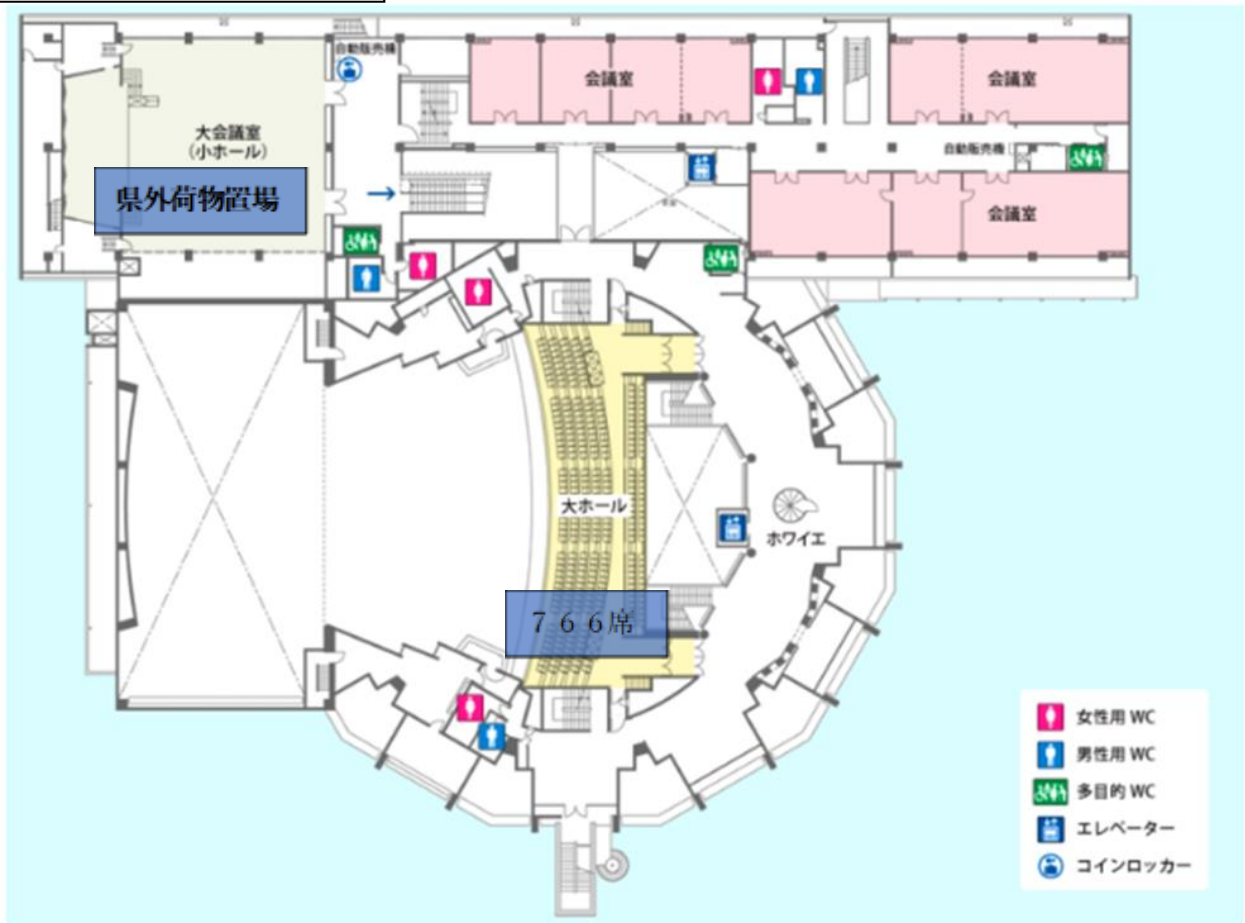 自動販売機
会議室
会議室
大会議室
(小ホール)
自動販売機
県外荷物置場
会議室
大ホール
ホワイエ
７６６席
女性用 WC
男性用 WC
多目的 WC
エレベーター
コインロッカー